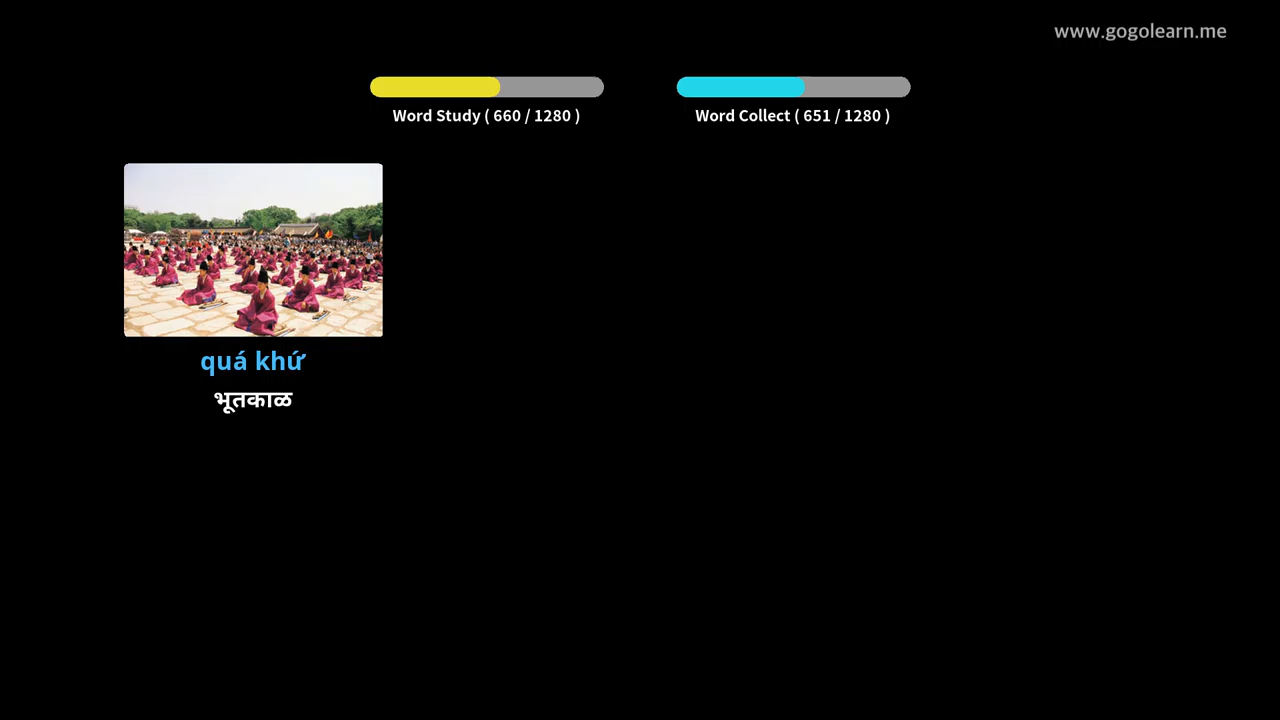 www.gogolearn.me
Word Study ( 660 / 1280 )
Word Collect ( 651 / 1280 )
quá khứ
भूतकाळ